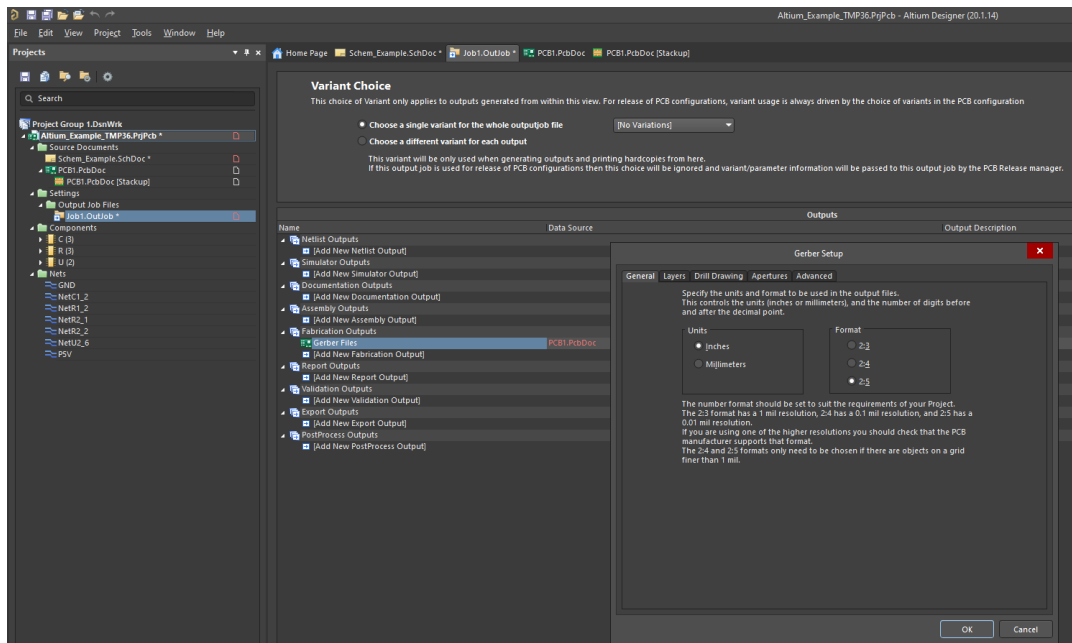 Altium_Example_TMP36.PrjPcb - Altium Designer (20.1.14)
File Edit View Project Tools Window Help
Projects
Home Page Schem_Example.SchDoc * Job1.OutJob * PCB1.PcbDoc PCB1.PcbDoc [Stackup]
Search
Project Group 1.DsnWrk
Altium_Example_TMP36.PrjPcb *
Source Documents
Schem_Example.SchDoc *
PCB1.PcbDoc
PCB1.PcbDoc [Stackup]
Settings
Output Job Files
Job1.OutJob *
Components
C (3)
R (3)
U (2)
Nets
GND
NetC1_2
NetR1_2
NetR2_1
NetR2_2
NetU2_6
P5V
Variant Choice
This choice of Variant only applies to outputs generated from within this view. For release of PCB configurations, variant usage is always driven by the choice of variants in the PCB configuration
Choose a single variant for the whole outputjob file [No Variations]
Choose a different variant for each output
This variant will be only used when generating outputs and printing hardcopies from here.
If this output job is used for release of PCB configurations then this choice will be ignored and variant/parameter information will be passed to this output job by the PCB Release manager.
Outputs
Name Data Source Output Description
Netlist Outputs
[Add New Netlist Output]
Simulator Outputs
[Add New Simulator Output]
Documentation Outputs
[Add New Documentation Output]
Assembly Outputs
[Add New Assembly Output]
Fabrication Outputs
Gerber Files PCB1.PcbDoc
[Add New Fabrication Output]
Report Outputs
[Add New Report Output]
Validation Outputs
[Add New Validation Output]
Export Outputs
[Add New Export Output]
PostProcess Outputs
[Add New PostProcess Output]
Gerber Setup
General Layers Drill Drawing Apertures Advanced
Specify the units and format to be used in the output files.
This controls the units (inches or millimeters), and the number of digits before
and after the decimal point.
Units
Inches
Millimeters
Format
2:3
2:4
2:5
The number format should be set to suit the requirements of your Project.
The 2:3 format has a 1 mil resolution, 2:4 has a 0.1 mil resolution, and 2:5 has a
0.01 mil resolution.
If you are using one of the higher resolutions you should check that the PCB
manufacturer supports that format.
The 2:4 and 2:5 formats only need to be chosen if there are objects on a grid
finer than 1 mil.
OK Cancel